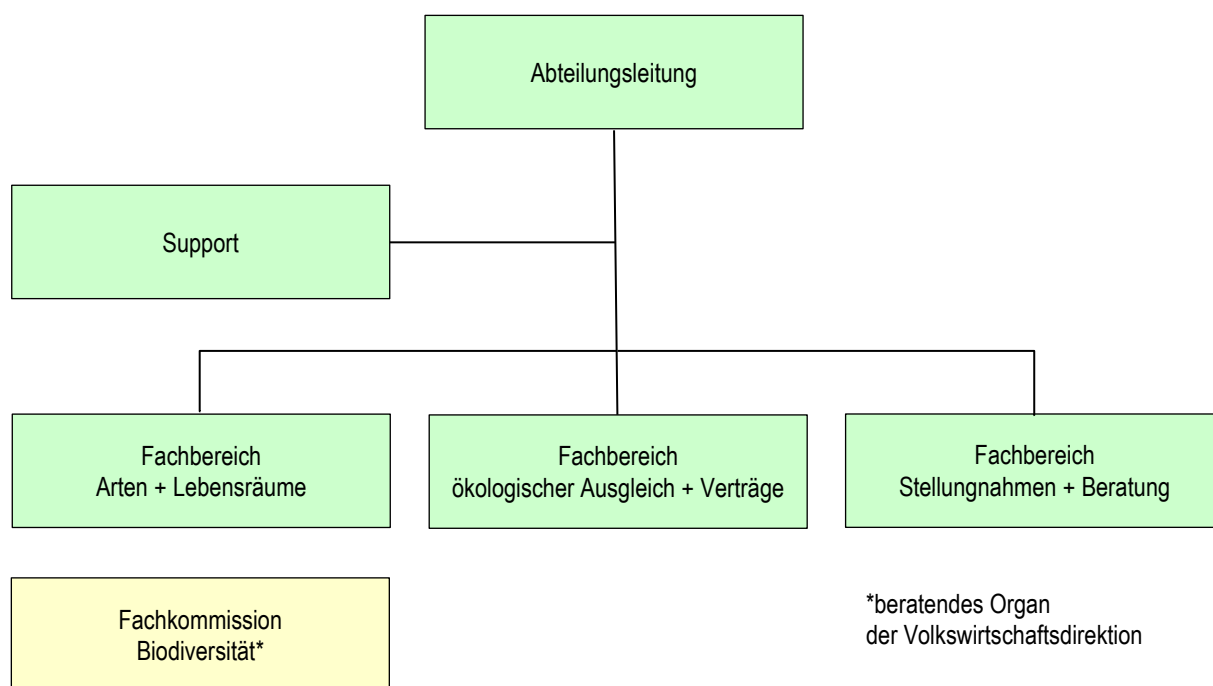 Abteilungsleitung
Support
Fachbereich
Arten + Lebensräume
Fachbereich
ökologischer Ausgleich + Verträge
Fachbereich
Stellungnahmen + Beratung
Fachkommission
Biodiversität*
*beratendes Organ
der Volkswirtschaftsdirektion